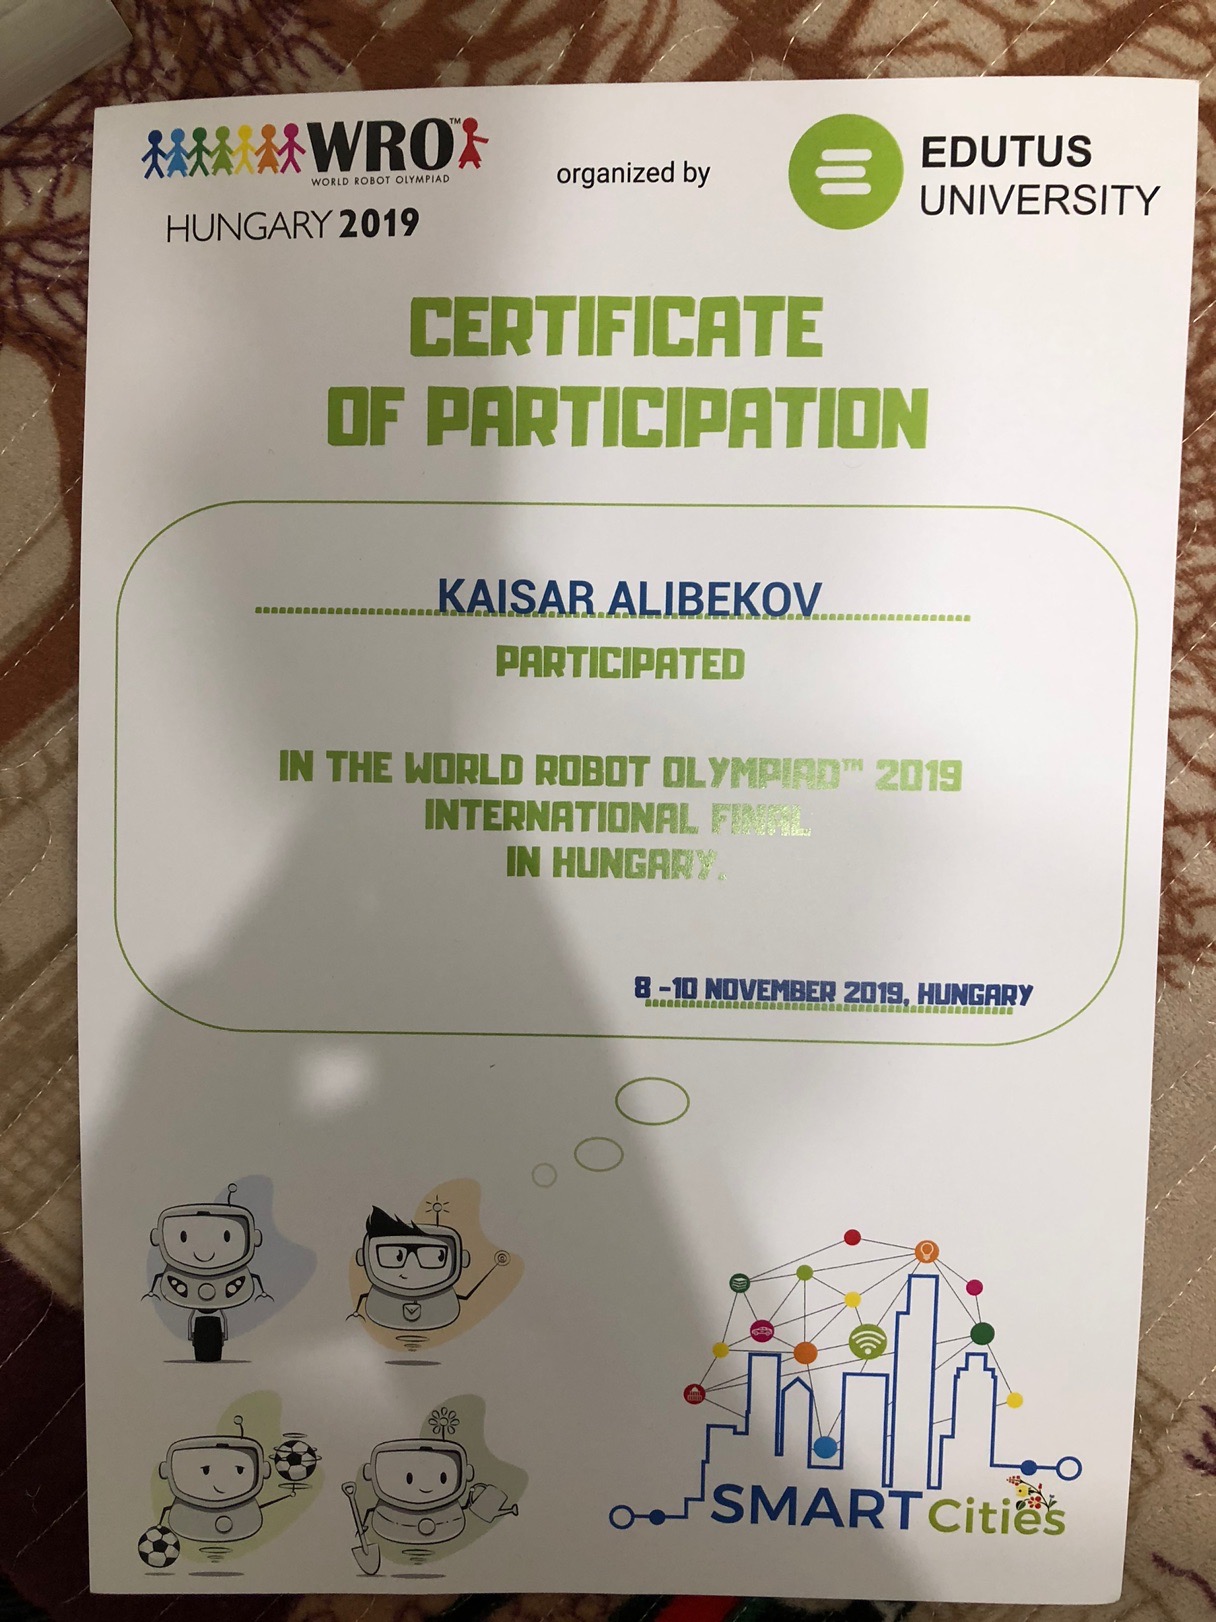 WRO™
WORLD ROBOT OLYMPIAD
HUNGARY 2019
organized by
EDUTUS
UNIVERSITY
CERTIFICATE
OF PARTICIPATION
KAISAR ALIBEKOV
PARTICIPATED
IN THE WORLD ROBOT OLYMPIAD™ 2019
INTERNATIONAL FINAL
IN HUNGARY.
8 -10 NOVEMBER 2019, HUNGARY
SMART Cities